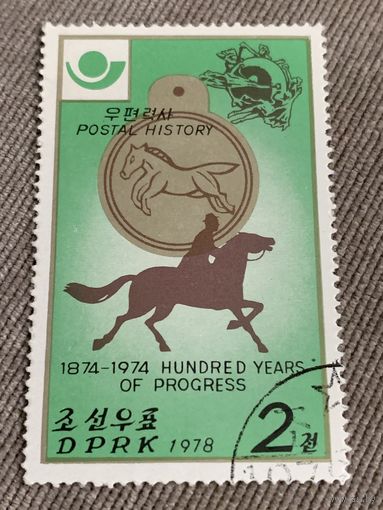 우편력사
POSTAL HISTORY
1874-1974 HUNDRED YEARS
OF PROGRESS
조선우표
DPRK 1978
2전